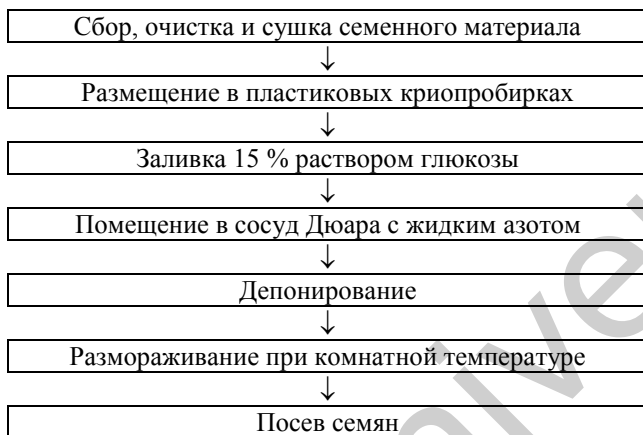 Сбор, очистка и сушка семенного материала
↓
Размещение в пластиковых криопробирках
↓
Заливка 15 % раствором глюкозы
↓
Помещение в сосуд Дюара с жидким азотом
↓
Депонирование
↓
Размораживание при комнатной температуре
↓
Посев семян